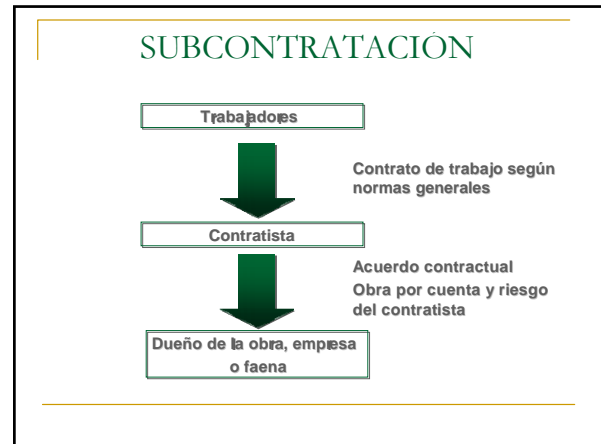 SUBCONTRATACIÓN
Trabajadores
Contrato de trabajo según
normas generales
Contratista
Acuerdo contractual
Obra por cuenta y riesgo
del contratista
Dueño de la obra, empresa
o faena